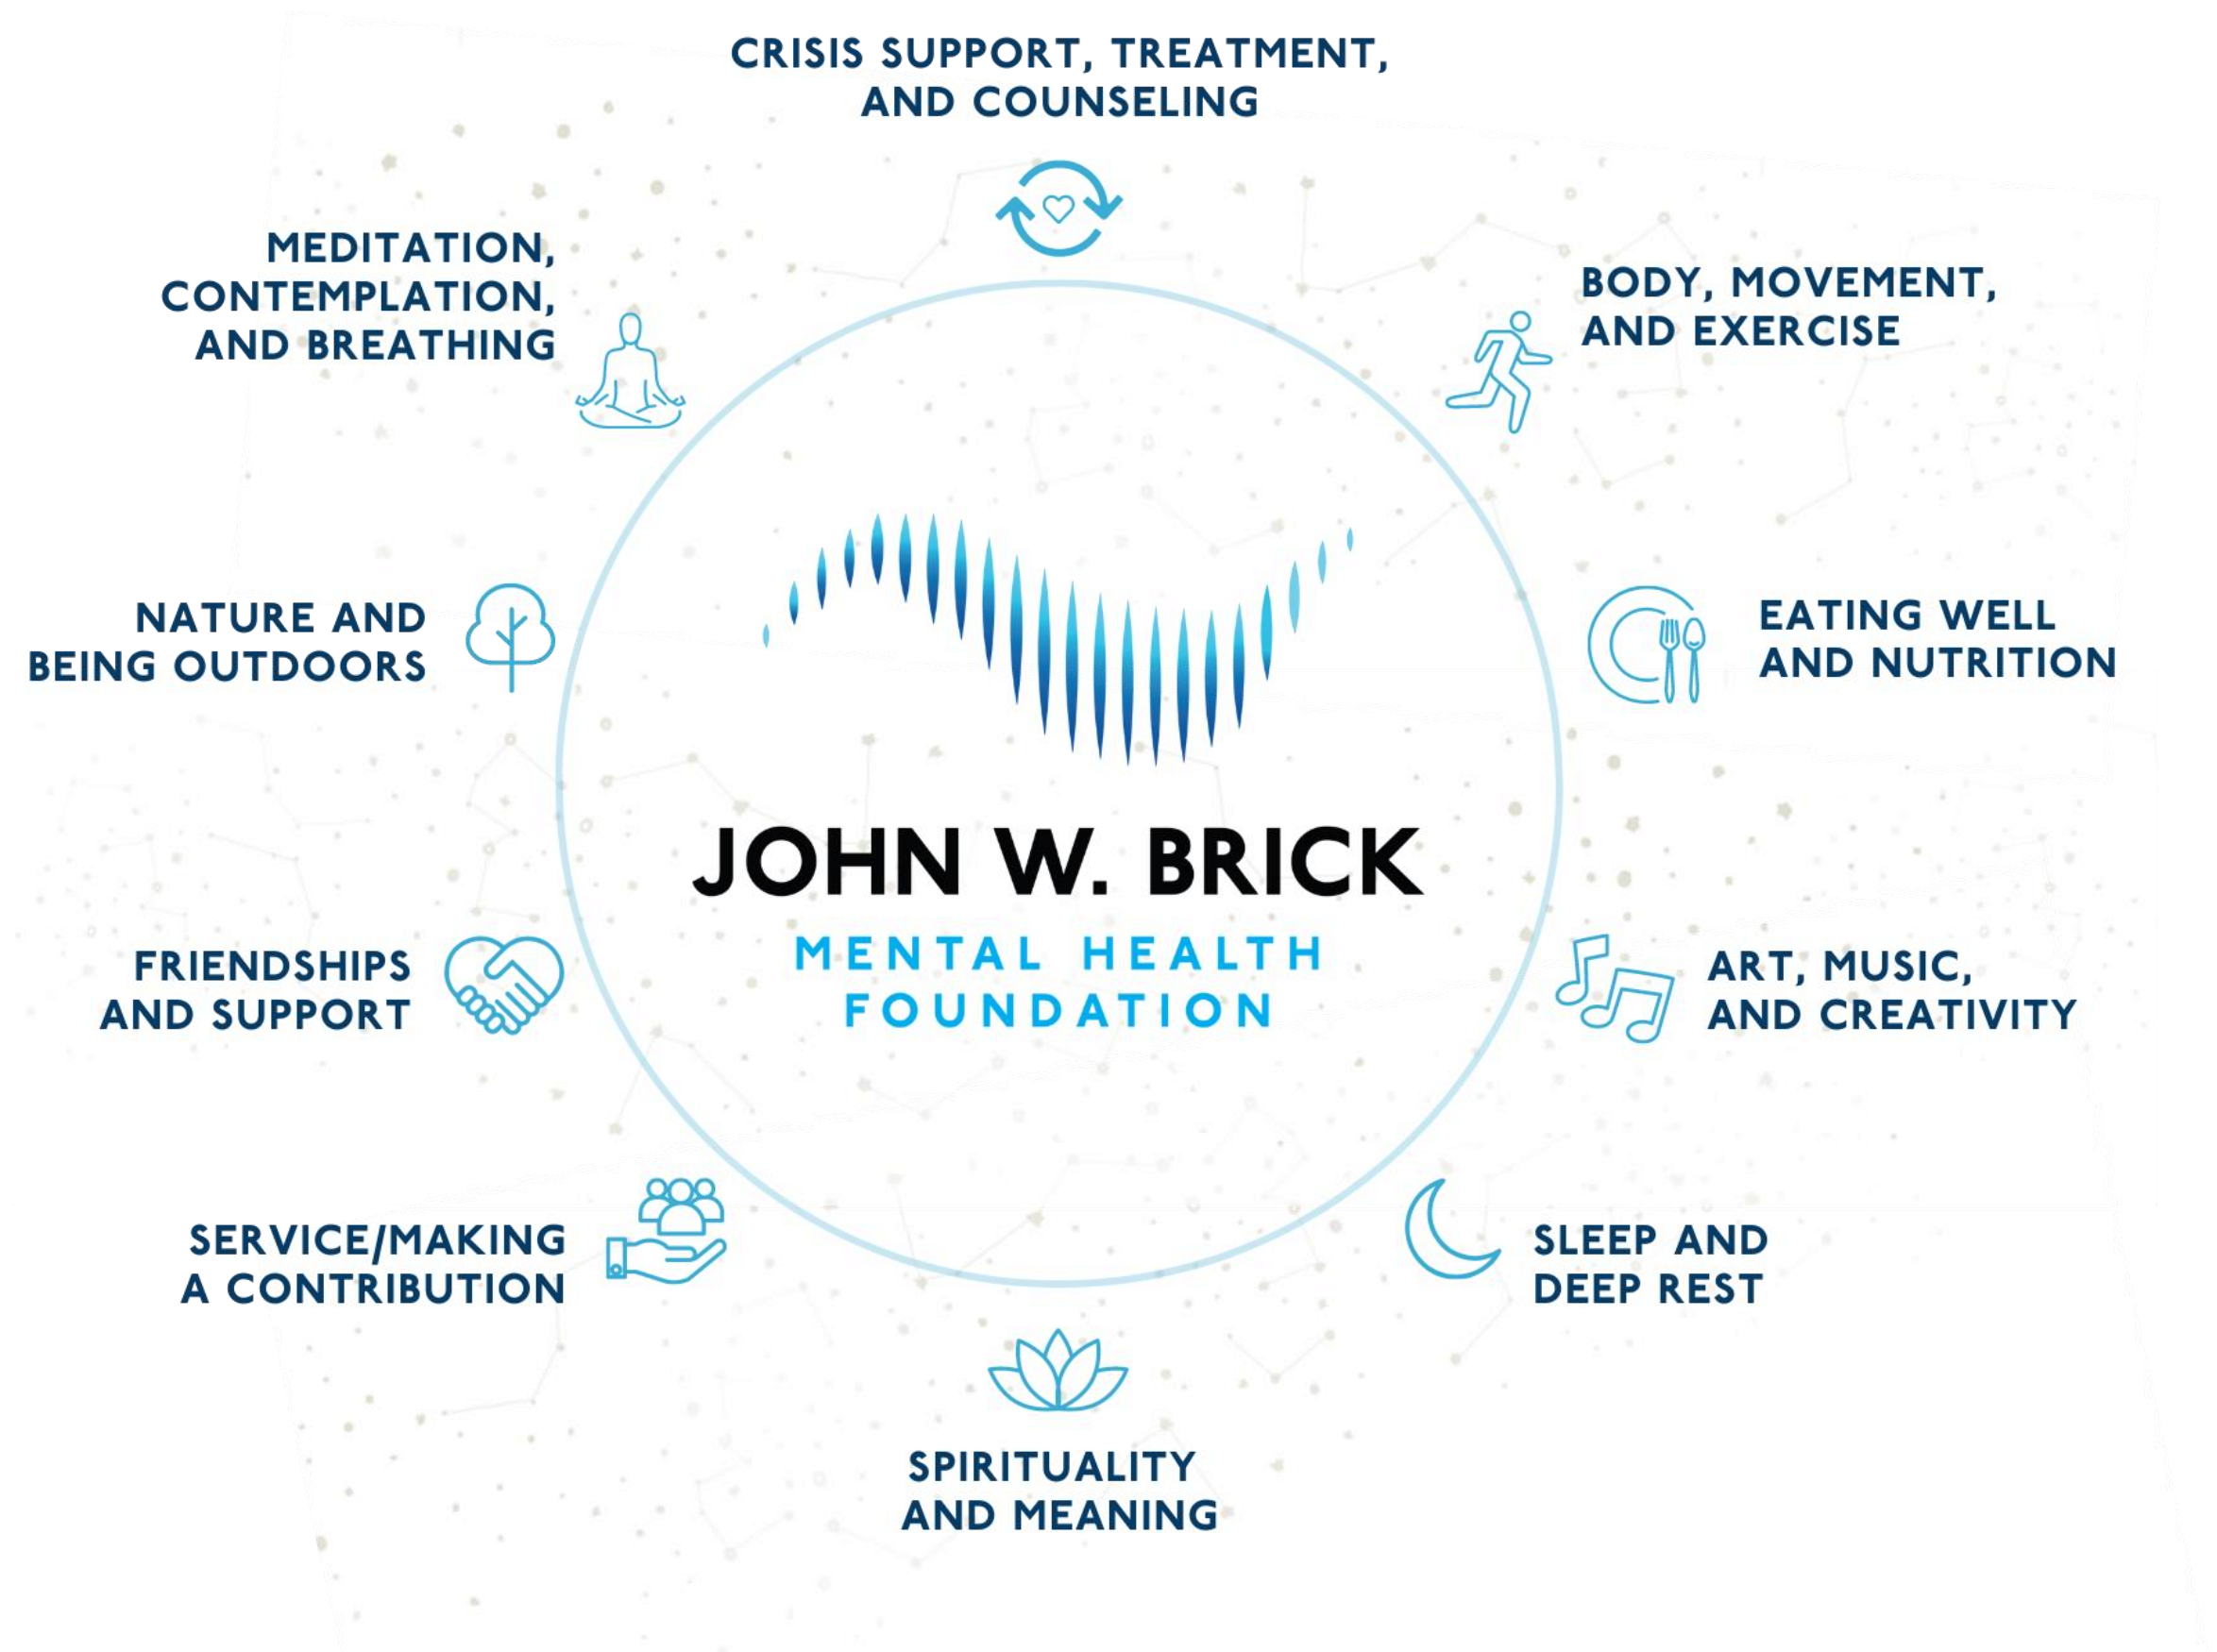 CRISIS SUPPORT, TREATMENT,
AND COUNSELING
MEDITATION,
CONTEMPLATION,
AND BREATHING
BODY, MOVEMENT,
AND EXERCISE
NATURE AND
BEING OUTDOORS
EATING WELL
AND NUTRITION
JOHN W. BRICK
MENTAL HEALTH
FOUNDATION
FRIENDSHIPS
AND SUPPORT
ART, MUSIC,
AND CREATIVITY
SERVICE/MAKING
A CONTRIBUTION
SLEEP AND
DEEP REST
SPIRITUALITY
AND MEANING